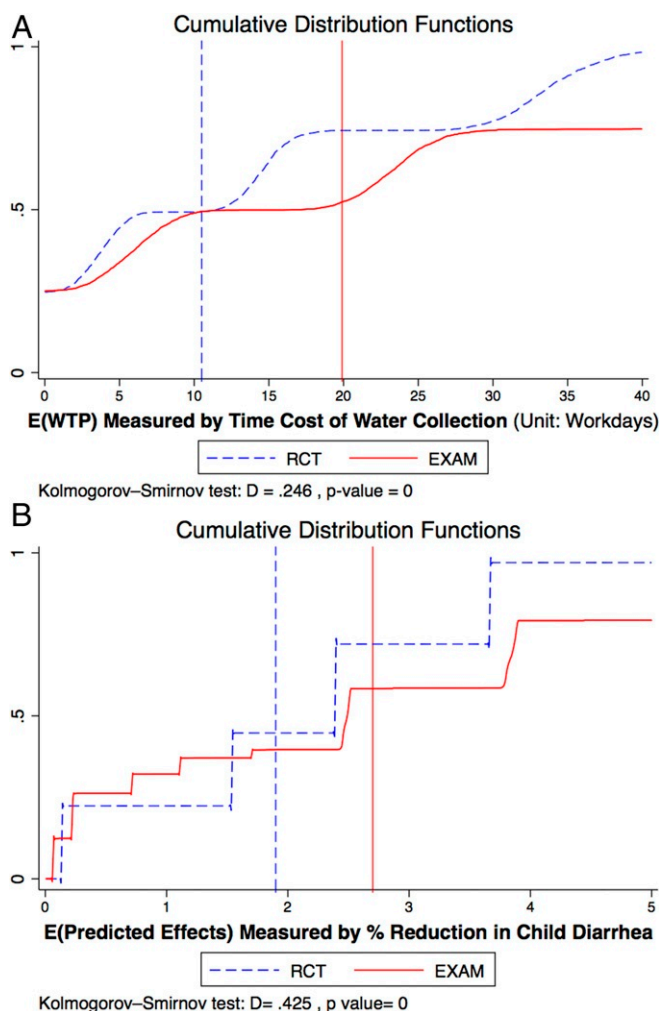 A
Cumulative Distribution Functions
1
.5
0
0 5 10 15 20 25 30 35 40
E(WTP) Measured by Time Cost of Water Collection (Unit: Workdays)
RCT EXAM
Kolmogorov–Smirnov test: D = .246 , p-value = 0
B
Cumulative Distribution Functions
1
.5
0
0 1 2 3 4 5
E(Predicted Effects) Measured by % Reduction in Child Diarrhea
RCT EXAM
Kolmogorov–Smirnov test: D= .425 , p value= 0